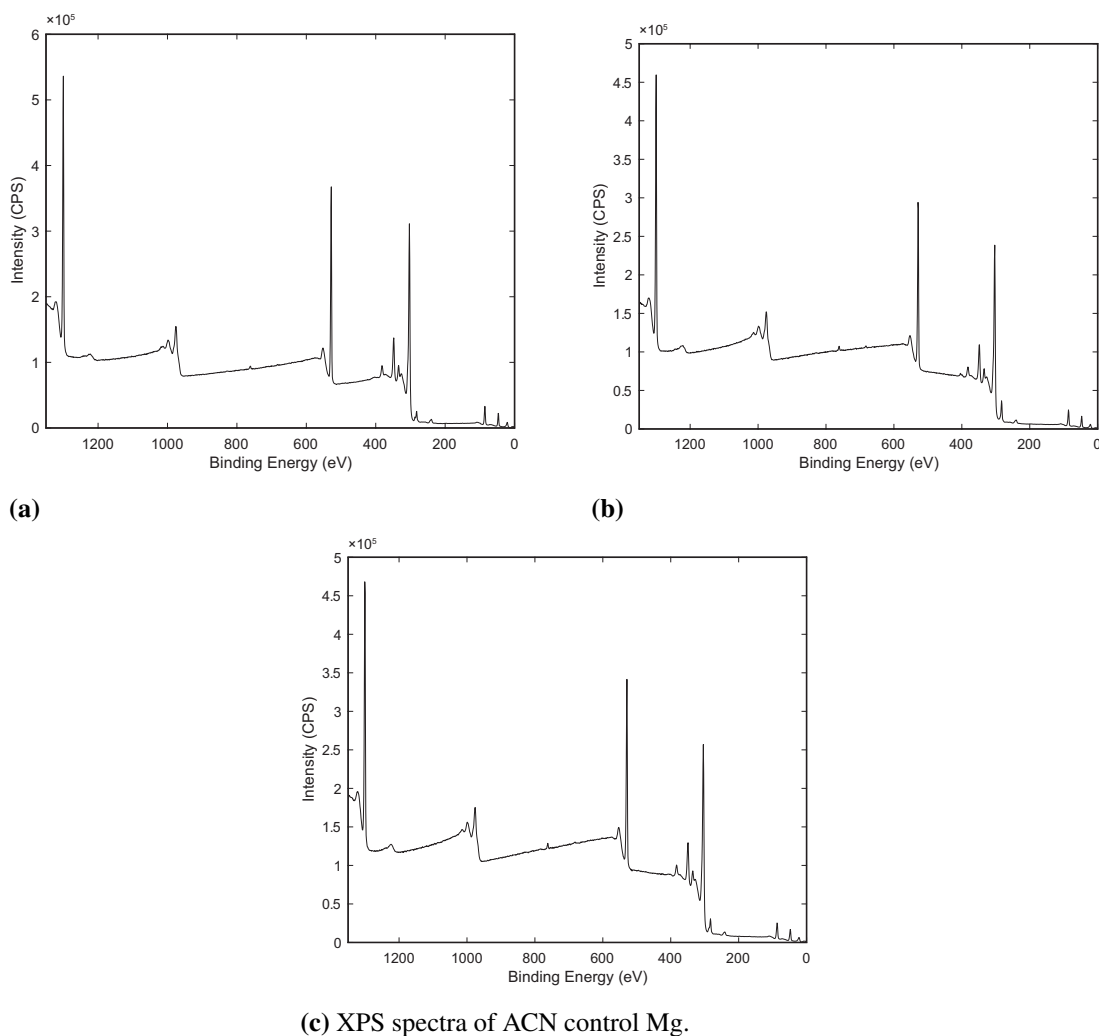 ×10⁵
6
5
4
3
2
1
0
1200 1000 800 600 400 200 0
Intensity (CPS)
Binding Energy (eV)
(a)
×10⁵
5
4.5
4
3.5
3
2.5
2
1.5
1
0.5
0
1200 1000 800 600 400 200 0
Intensity (CPS)
Binding Energy (eV)
(b)
×10⁵
5
4.5
4
3.5
3
2.5
2
1.5
1
0.5
0
1200 1000 800 600 400 200 0
Intensity (CPS)
Binding Energy (eV)
(c) XPS spectra of ACN control Mg.